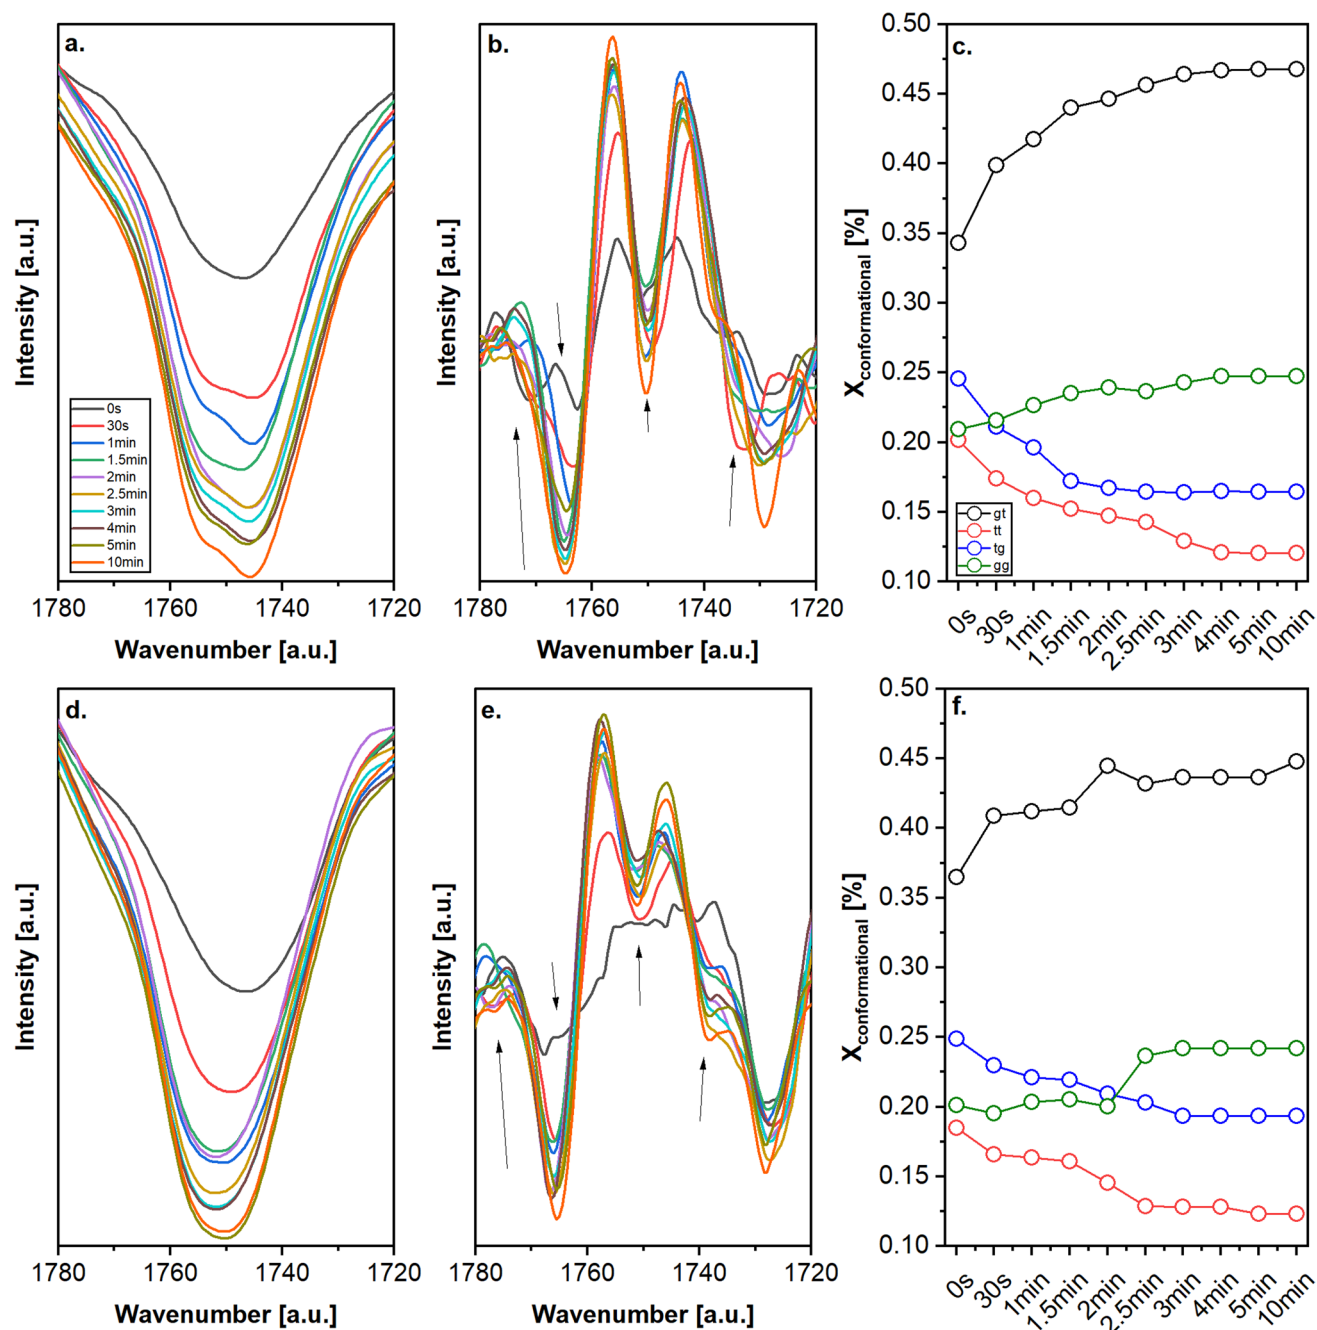 a.
Intensity [a.u.]
0s
30s
1min
1.5min
2min
2.5min
3min
4min
5min
10min
1780 1760 1740 1720
Wavenumber [a.u.]
b.
Intensity [a.u.]
1780 1760 1740 1720
Wavenumber [a.u.]
c.
Xconformational [%]
0.50
0.45
0.40
0.35
0.30
0.25
0.20
0.15
0.10
gt
tt
tg
gg
0s 30s 1min 1.5min 2min 2.5min 3min 4min 5min 10min
d.
Intensity [a.u.]
1780 1760 1740 1720
Wavenumber [a.u.]
e.
Intensity [a.u.]
1780 1760 1740 1720
Wavenumber [a.u.]
f.
Xconformational [%]
0.50
0.45
0.40
0.35
0.30
0.25
0.20
0.15
0.10
0s 30s 1min 1.5min 2min 2.5min 3min 4min 5min 10min